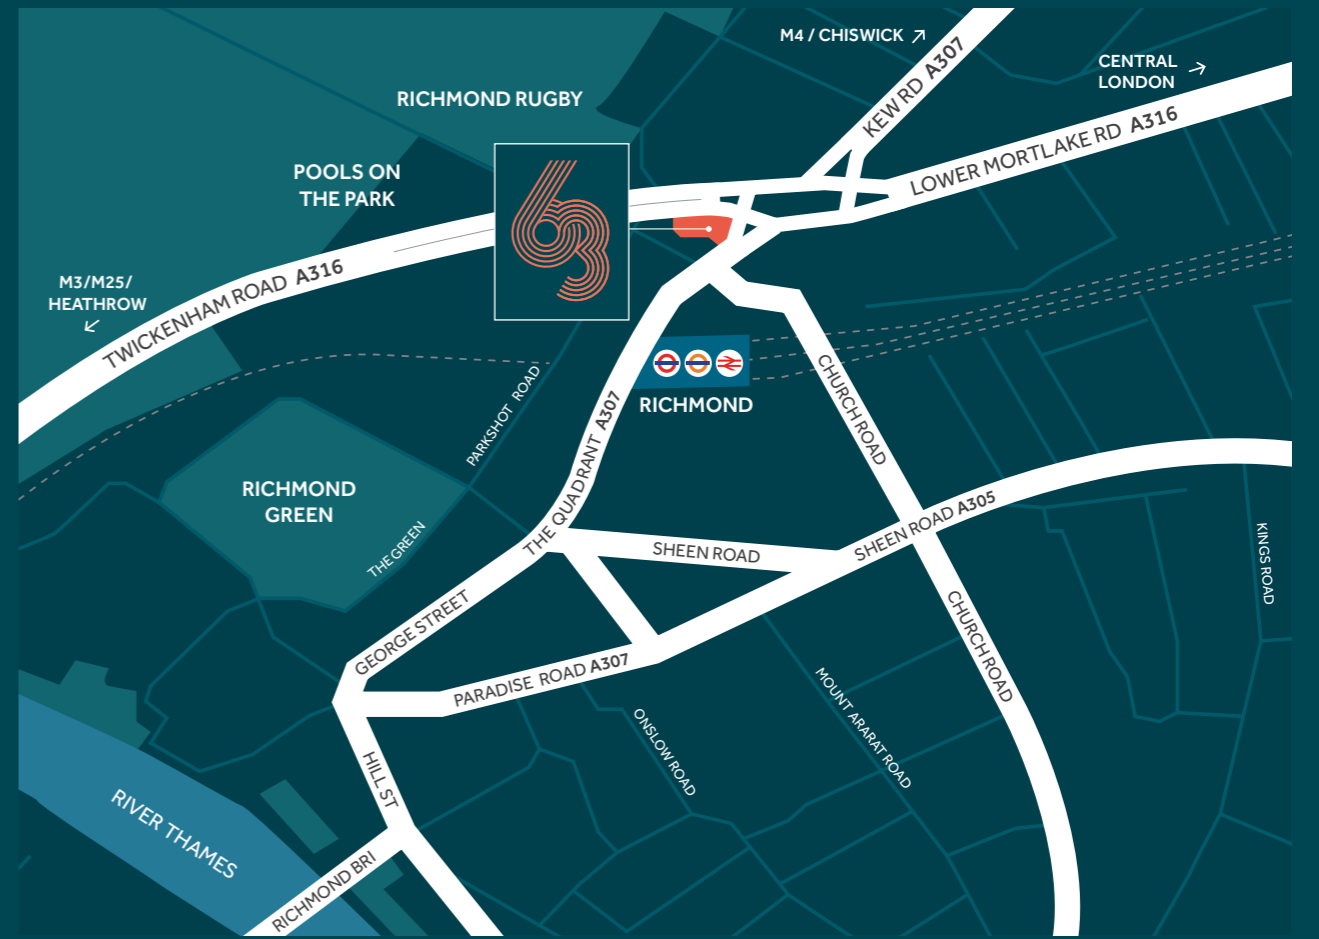 M4 / CHISWICK
KEW RD A307
CENTRAL
LONDON
RICHMOND RUGBY
LOWER MORTLAKE RD A316
POOLS ON
THE PARK
63
M3/M25/
HEATHROW
TWICKENHAM ROAD A316
RICHMOND
CHURCH ROAD
PARKSHOT ROAD
THE QUADRANT A307
RICHMOND
GREEN
THE GREEN
SHEEN ROAD
SHEEN ROAD A305
KINGS ROAD
GEORGE STREET
CHURCH ROAD
PARADISE ROAD A307
MOUNT ARARAT ROAD
ONSLOW ROAD
HILL ST
RIVER THAMES
RICHMOND BRI